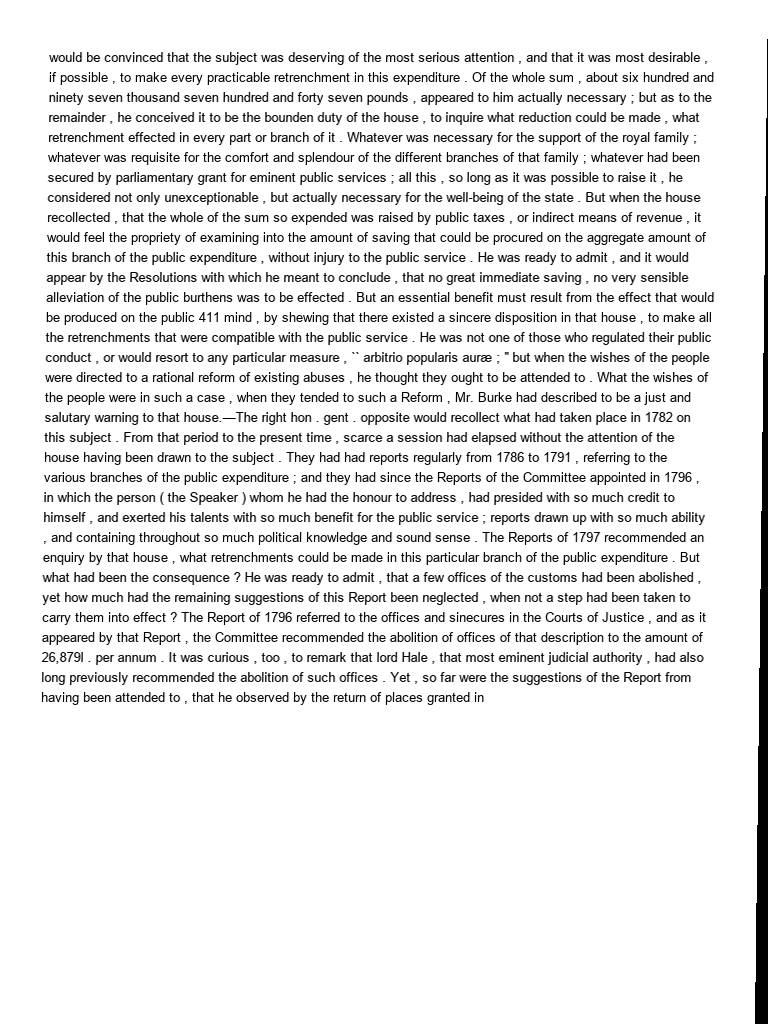 would be convinced that the subject was deserving of the most serious attention , and that it was most desirable ,
if possible , to make every practicable retrenchment in this expenditure . Of the whole sum , about six hundred and
ninety seven thousand seven hundred and forty seven pounds , appeared to him actually necessary ; but as to the
remainder , he conceived it to be the bounden duty of the house , to inquire what reduction could be made , what
retrenchment effected in every part or branch of it . Whatever was necessary for the support of the royal family ;
whatever was requisite for the comfort and splendour of the different branches of that family ; whatever had been
secured by parliamentary grant for eminent public services ; all this , so long as it was possible to raise it , he
considered not only unexceptionable , but actually necessary for the well-being of the state . But when the house
recollected , that the whole of the sum so expended was raised by public taxes , or indirect means of revenue , it
would feel the propriety of examining into the amount of saving that could be procured on the aggregate amount of
this branch of the public expenditure , without injury to the public service . He was ready to admit , and it would
appear by the Resolutions with which he meant to conclude , that no great immediate saving , no very sensible
alleviation of the public burthens was to be effected . But an essential benefit must result from the effect that would
be produced on the public 411 mind , by shewing that there existed a sincere disposition in that house , to make all
the retrenchments that were compatible with the public service . He was not one of those who regulated their public
conduct , or would resort to any particular measure , `` arbitrio popularis auræ ; " but when the wishes of the people
were directed to a rational reform of existing abuses , he thought they ought to be attended to . What the wishes of
the people were in such a case , when they tended to such a Reform , Mr. Burke had described to be a just and
salutary warning to that house.—The right hon . gent . opposite would recollect what had taken place in 1782 on
this subject . From that period to the present time , scarce a session had elapsed without the attention of the
house having been drawn to the subject . They had had reports regularly from 1786 to 1791 , referring to the
various branches of the public expenditure ; and they had since the Reports of the Committee appointed in 1796 ,
in which the person ( the Speaker ) whom he had the honour to address , had presided with so much credit to
himself , and exerted his talents with so much benefit for the public service ; reports drawn up with so much ability
, and containing throughout so much political knowledge and sound sense . The Reports of 1797 recommended an
enquiry by that house , what retrenchments could be made in this particular branch of the public expenditure . But
what had been the consequence ? He was ready to admit , that a few offices of the customs had been abolished ,
yet how much had the remaining suggestions of this Report been neglected , when not a step had been taken to
carry them into effect ? The Report of 1796 referred to the offices and sinecures in the Courts of Justice , and as it
appeared by that Report , the Committee recommended the abolition of offices of that description to the amount of
26,879l . per annum . It was curious , too , to remark that lord Hale , that most eminent judicial authority , had also
long previously recommended the abolition of such offices . Yet , so far were the suggestions of the Report from
having been attended to , that he observed by the return of places granted in